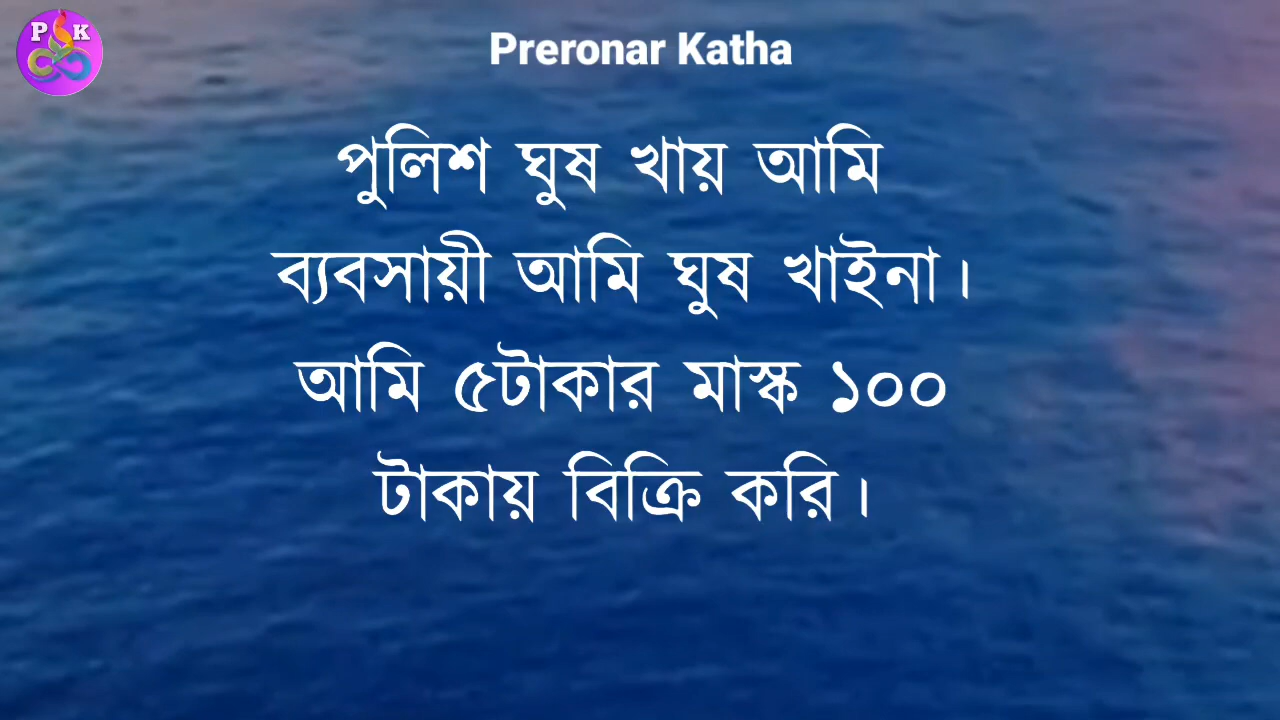 P K
Preronar Katha
পুলিশ ঘুষ খায় আমি
ব্যবসায়ী আমি ঘুষ খাইনা।
আমি ৫টাকার মাস্ক ১০০
টাকায় বিক্রি করি।